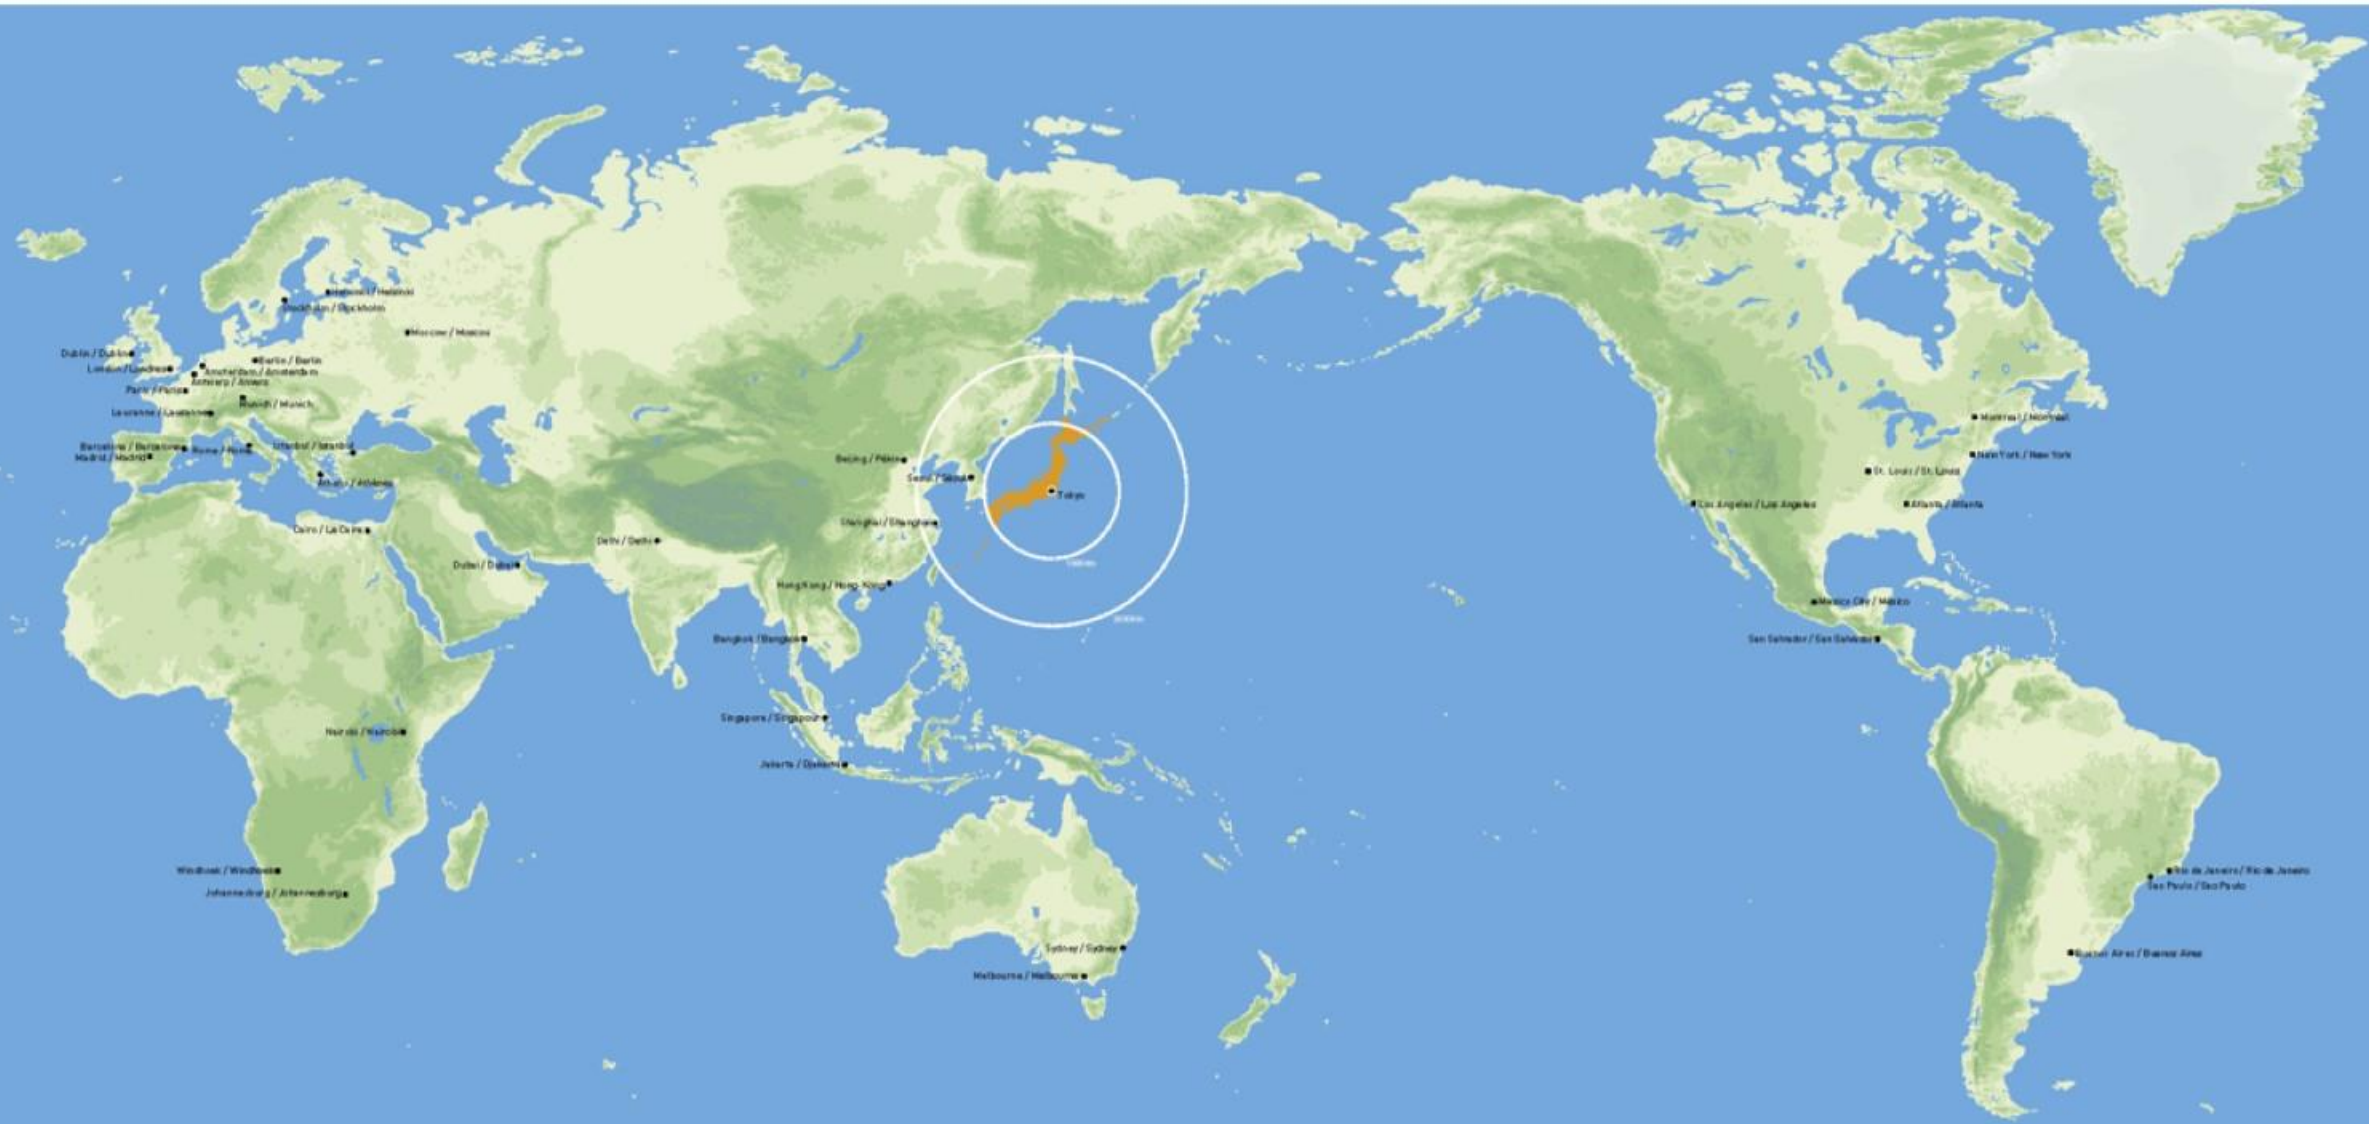 Helsinki / Helsinki
Stockholm / Stockholm
Moscow / Moscou
Dublin / Dublin
Berlin / Berlin
London / Londres
Amsterdam / Amsterdam
Antwerp / Anvers
Paris / Paris
Munich / Munich
Lausanne / Lausanne
Montreal / Montréal
Barcelona / Barcelone
Rome / Rome
Istanbul / Istanbul
Madrid / Madrid
New York / New York
Beijing / Pékin
St. Louis / St. Louis
Seoul / Séoul
Athens / Athènes
Tokyo
Los Angeles / Los Angeles
Atlanta / Atlanta
Shanghai / Shanghai
Cairo / Le Caire
Delhi / Delhi
Dubai / Dubai
Hong Kong / Hong-Kong
Mexico City / México
Bangkok / Bangkok
San Salvador / San Salvador
Singapore / Singapour
Nairobi / Nairobi
Jakarta / Djakarta
Windhoek / Windhoek
Rio de Janeiro / Rio de Janeiro
Sao Paulo / Sao Paulo
Johannesburg / Johannesburg
Sydney / Sydney
Buenos Aires / Buenos Aires
Melbourne / Melbourne